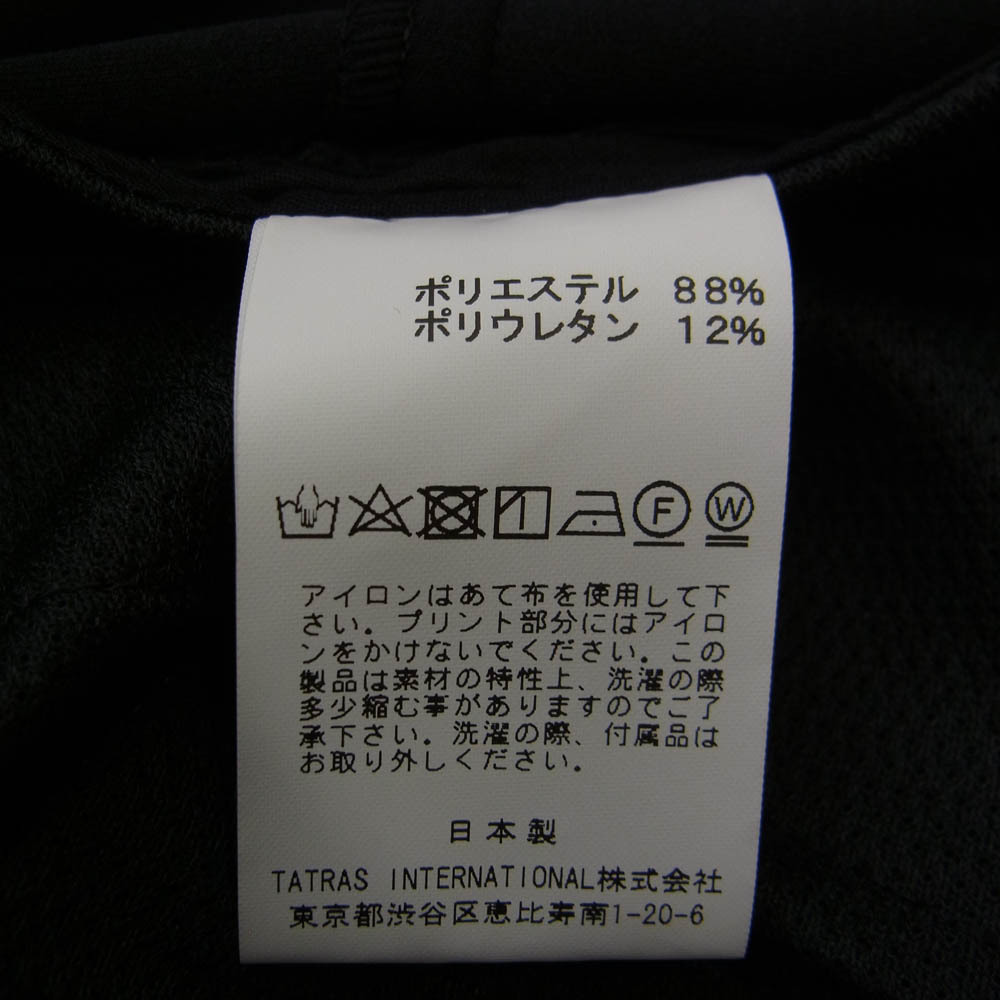 ポリエステル 88%
ポリウレタン 12%
F W
アイロンはあて布を使用して下
さい。プリント部分にはアイロ
ンをかけないでください。この
製品は素材の特性上、洗濯の際
多少縮む事がありますのでご了
承下さい。洗濯の際、付属品は
お取り外しください。
日本製
TATRAS INTERNATIONAL株式会社
東京都渋谷区恵比寿南1-20-6